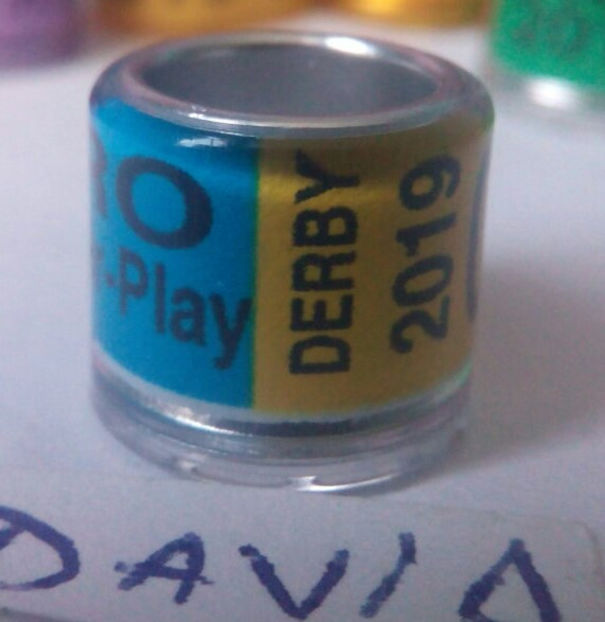 RO
r-Play
DERBY
2019
DAVID